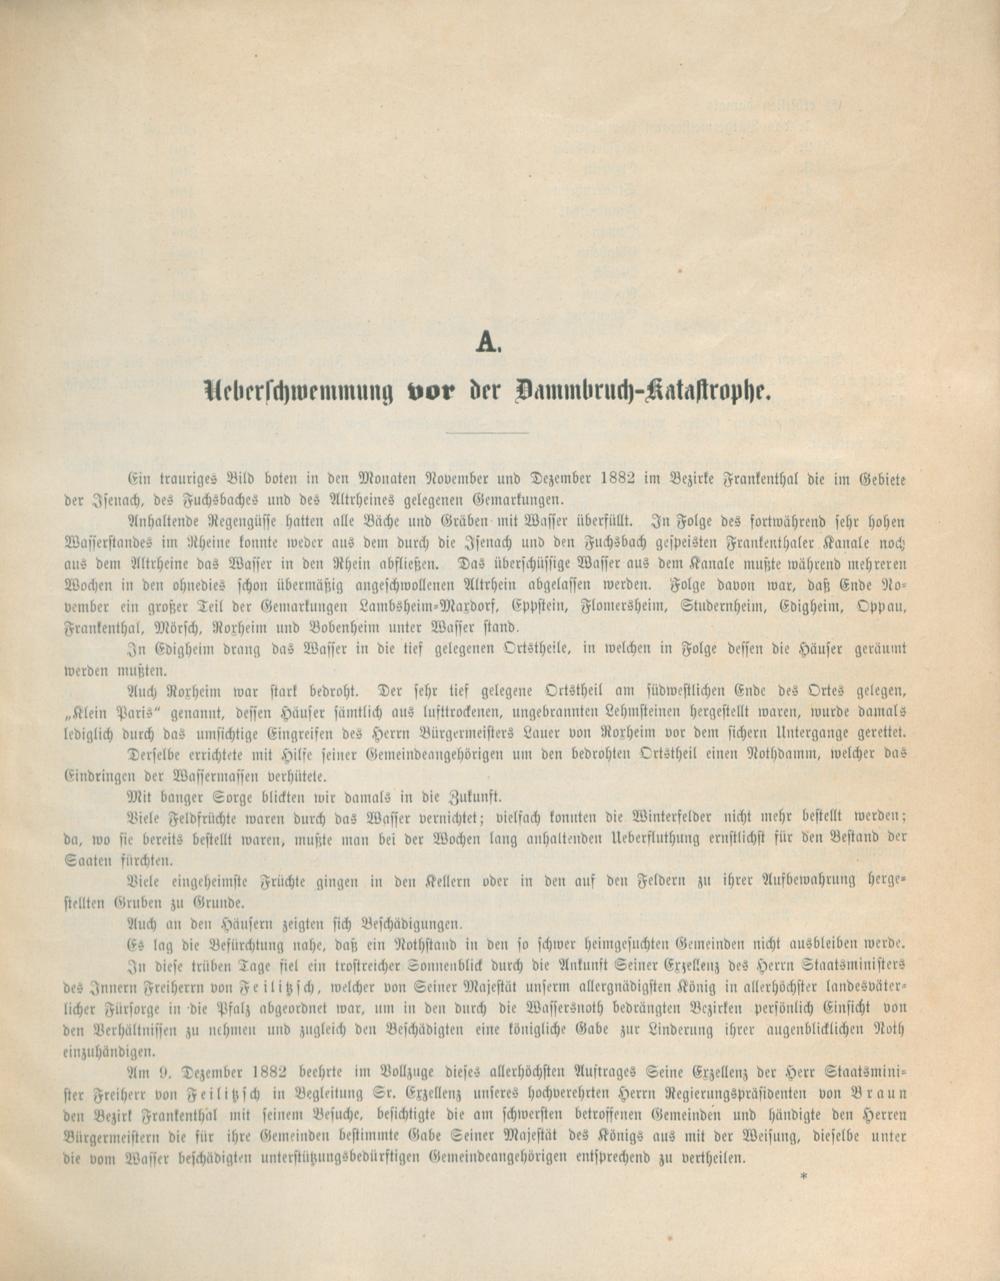 A.
Ueberschwemmung vor der Dammbruch-Katastrophe.
Ein trauriges Bild boten in den Monaten November und Dezember 1882 im Bezirke Frankenthal die im Gebiete
der Isenach, des Fuchsbaches und des Altrheines gelegenen Gemarkungen.
Anhaltende Regengüsse hatten alle Bäche und Gräben mit Wasser überfüllt. In Folge des fortwährend sehr hohen
Wasserstandes im Rheine konnte weder aus dem durch die Isenach und den Fuchsbach gespeisten Frankenthaler Kanale noch
aus dem Altrheine das Wasser in den Rhein abfließen. Das überschüssige Wasser aus dem Kanale mußte während mehreren
Wochen in den ohnedies schon übermäßig angeschwollenen Altrhein abgelassen werden. Folge davon war, daß Ende No-
vember ein großer Teil der Gemarkungen Lambsheim-Maxdorf, Eppstein, Flomersheim, Studernheim, Edigheim, Oppau,
Frankenthal, Mörsch, Roxheim und Bobenheim unter Wasser stand.
In Edigheim drang das Wasser in die tief gelegenen Ortstheile, in welchen in Folge dessen die Häuser geräumt
werden mußten.
Auch Roxheim war stark bedroht. Der sehr tief gelegene Ortstheil am südwestlichen Ende des Ortes gelegen,
„Klein Paris“ genannt, dessen Häuser sämtlich aus lufttrockenen, ungebrannten Lehmsteinen hergestellt waren, wurde damals
lediglich durch das umsichtige Eingreifen des Herrn Bürgermeisters Lauer von Roxheim vor dem sichern Untergange gerettet.
Derselbe errichtete mit Hilfe seiner Gemeindeangehörigen um den bedrohten Ortstheil einen Nothdamm, welcher das
Eindringen der Wassermassen verhütete.
Mit banger Sorge blickten wir damals in die Zukunft.
Viele Feldfrüchte waren durch das Wasser vernichtet; vielfach konnten die Winterfelder nicht mehr bestellt werden;
da, wo sie bereits bestellt waren, mußte man bei der Wochen lang anhaltenden Ueberfluthung ernstlichst für den Bestand der
Saaten fürchten.
Viele eingeheimste Früchte gingen in den Kellern oder in den auf den Feldern zu ihrer Aufbewahrung herge-
stellten Gruben zu Grunde.
Auch an den Häusern zeigten sich Beschädigungen.
Es lag die Befürchtung nahe, daß ein Nothstand in den so schwer heimgesuchten Gemeinden nicht ausbleiben werde.
In diese trüben Tage fiel ein trostreicher Sonnenblick durch die Ankunft Seiner Exzellenz des Herrn Staatsministers
des Innern Freiherrn von Feilitzsch, welcher von Seiner Majestät unserm allergnädigsten König in allerhöchster landesväter-
licher Fürsorge in die Pfalz abgeordnet war, um in den durch die Wassersnoth bedrängten Bezirken persönlich Einsicht von
den Verhältnissen zu nehmen und zugleich den Beschädigten eine königliche Gabe zur Linderung ihrer augenblicklichen Noth
einzuhändigen.
Am 9. Dezember 1882 beehrte im Vollzuge dieses allerhöchsten Auftrages Seine Exzellenz der Herr Staatsmini-
ster Freiherr von Feilitzsch in Begleitung Sr. Exzellenz unseres hochverehrten Herrn Regierungspräsidenten von Braun
den Bezirk Frankenthal mit seinem Besuche, besichtigte die am schwersten betroffenen Gemeinden und händigte den Herren
Bürgermeistern die für ihre Gemeinden bestimmte Gabe Seiner Majestät des Königs aus mit der Weisung, dieselbe unter
die vom Wasser beschädigten unterstützungsbedürftigen Gemeindeangehörigen entsprechend zu vertheilen.
*